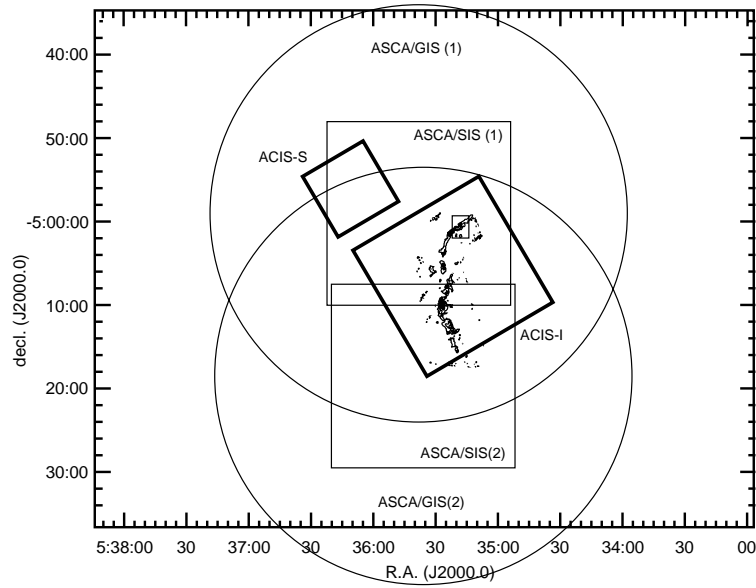 40:00
ASCA/GIS (1)
50:00
ASCA/SIS (1)
ACIS-S
-5:00:00
10:00
ACIS-I
20:00
ASCA/SIS(2)
30:00
ASCA/GIS(2)
decl. (J2000.0)
5:38:00 30 37:00 30 36:00 30 35:00 30 34:00 30 00
R.A. (J2000.0)